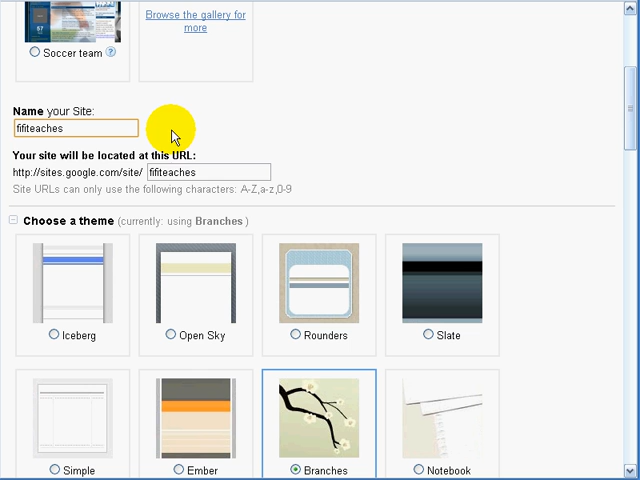 Browse the gallery for
more
Soccer team ?
Name your Site:
fifiteaches
Your site will be located at this URL:
http://sites.google.com/site/ fifiteaches
Site URLs can only use the following characters: A-Z,a-z,0-9
Choose a theme (currently: using Branches )
Iceberg
Open Sky
Rounders
Slate
Simple
Ember
Branches
Notebook